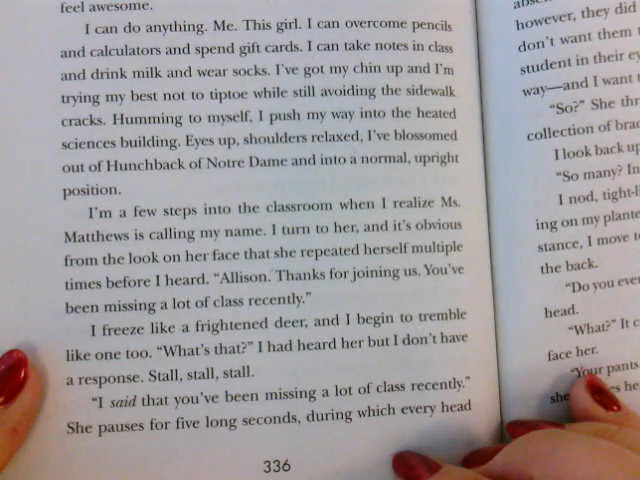 feel awesome.
I can do anything. Me. This girl. I can overcome pencils
and calculators and spend gift cards. I can take notes in class
and drink milk and wear socks. I've got my chin up and I'm
trying my best not to tiptoe while still avoiding the sidewalk
cracks. Humming to myself, I push my way into the heated
sciences building. Eyes up, shoulders relaxed, I've blossomed
out of Hunchback of Notre Dame and into a normal, upright
position.
I'm a few steps into the classroom when I realize Ms.
Matthews is calling my name. I turn to her, and it's obvious
from the look on her face that she repeated herself multiple
times before I heard. "Allison. Thanks for joining us. You've
been missing a lot of class recently."
I freeze like a frightened deer, and I begin to tremble
like one too. "What's that?" I had heard her but I don't have
a response. Stall, stall, stall.
"I said that you've been missing a lot of class recently."
She pauses for five long seconds, during which every head
336
however, they did
don't want them
student in their
way—and I want
"So?" She
collection of
I look back up
"So many?
I nod,
ing on my
stance, I move
the back.
"Do you
head.
"What?" It
face her.
"Your pants
she